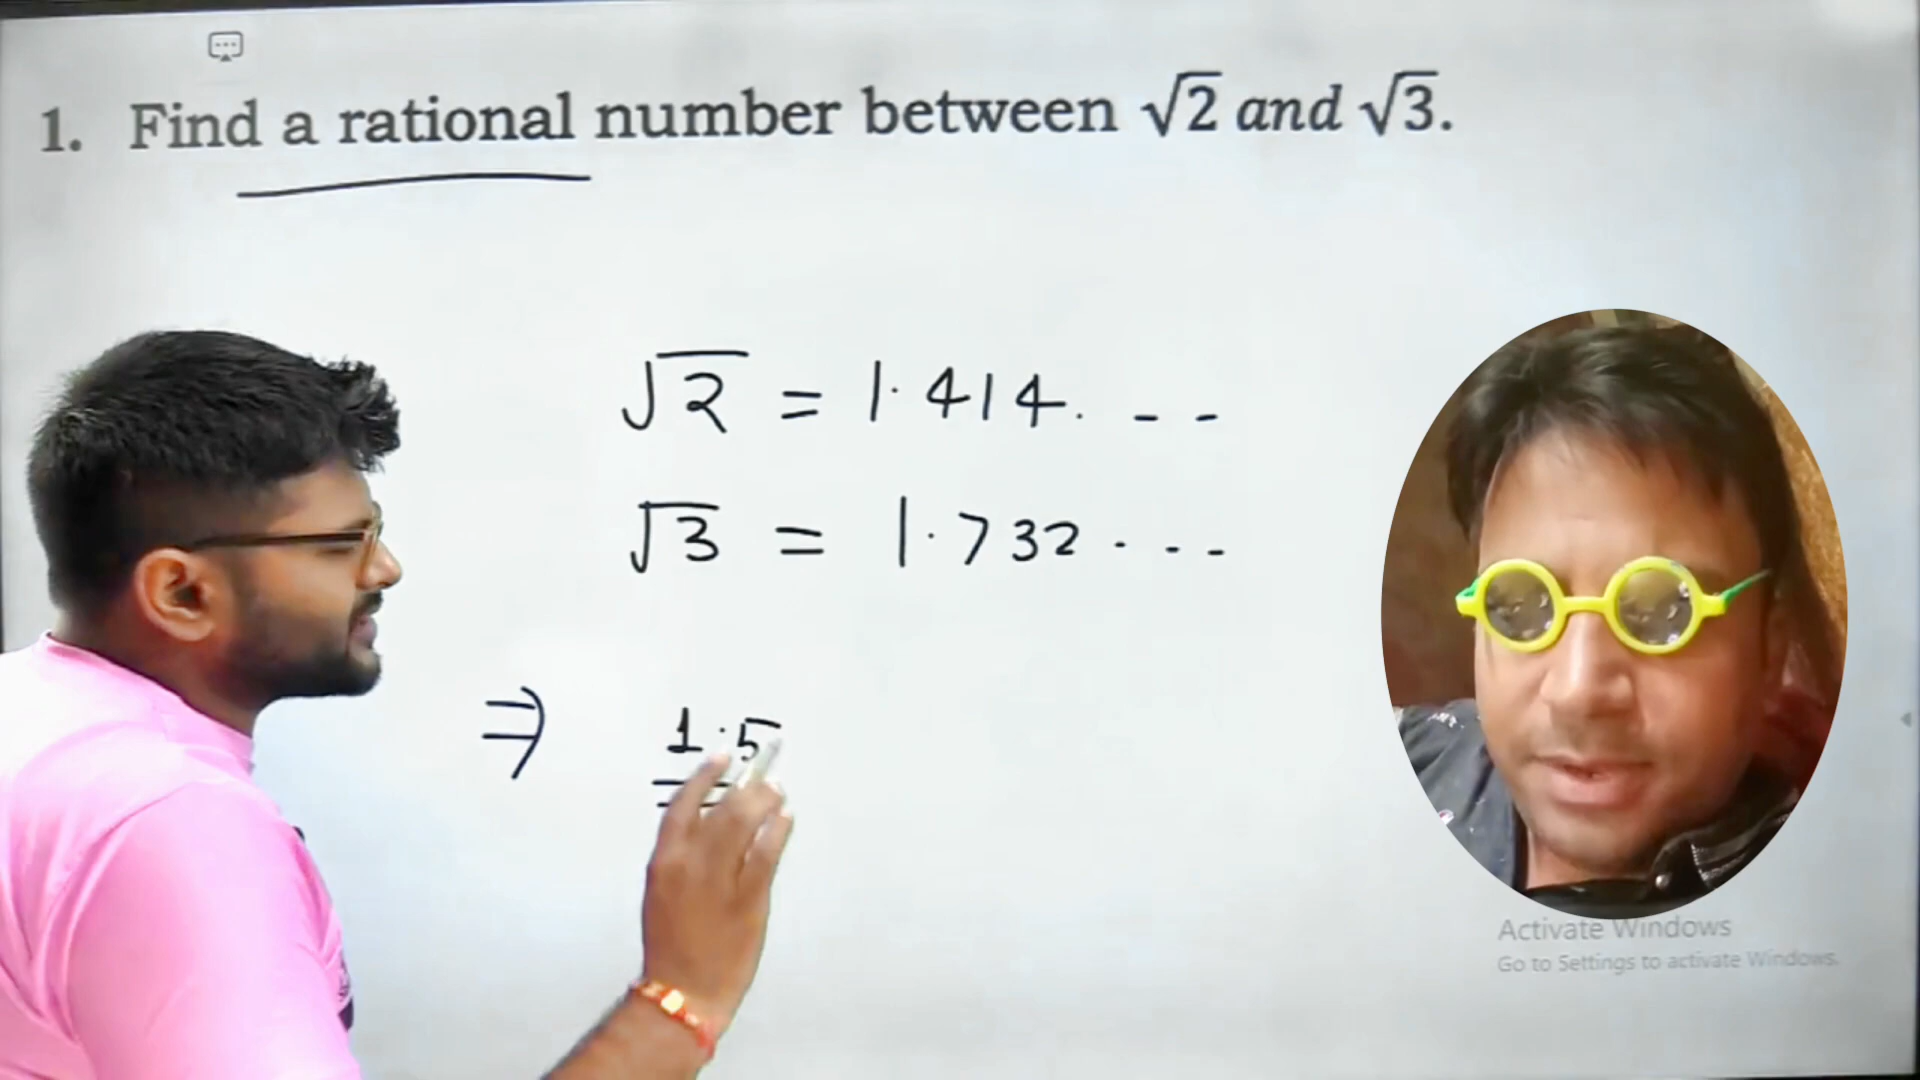 1. Find a rational number between √2 and √3.
√2 = 1.414. - -
√3 = 1.732 . - -
⇒ 1.5
Activate Windows
Go to Settings to activate Windows.